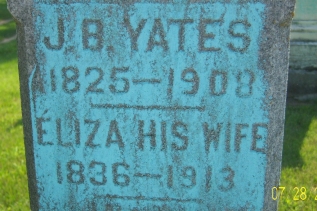 J. B. YATES
1825–1908
ELIZA HIS WIFE
1836–1913
07 28